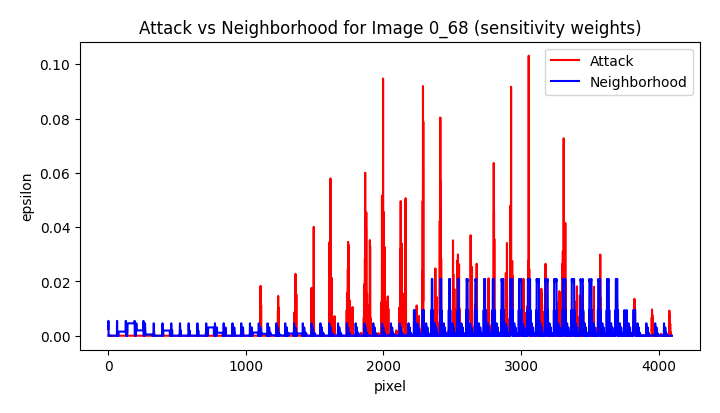 Attack vs Neighborhood for Image 0_68 (sensitivity weights)
Attack
Neighborhood
epsilon
0.10
0.08
0.06
0.04
0.02
0.00
0
1000
2000
3000
4000
pixel